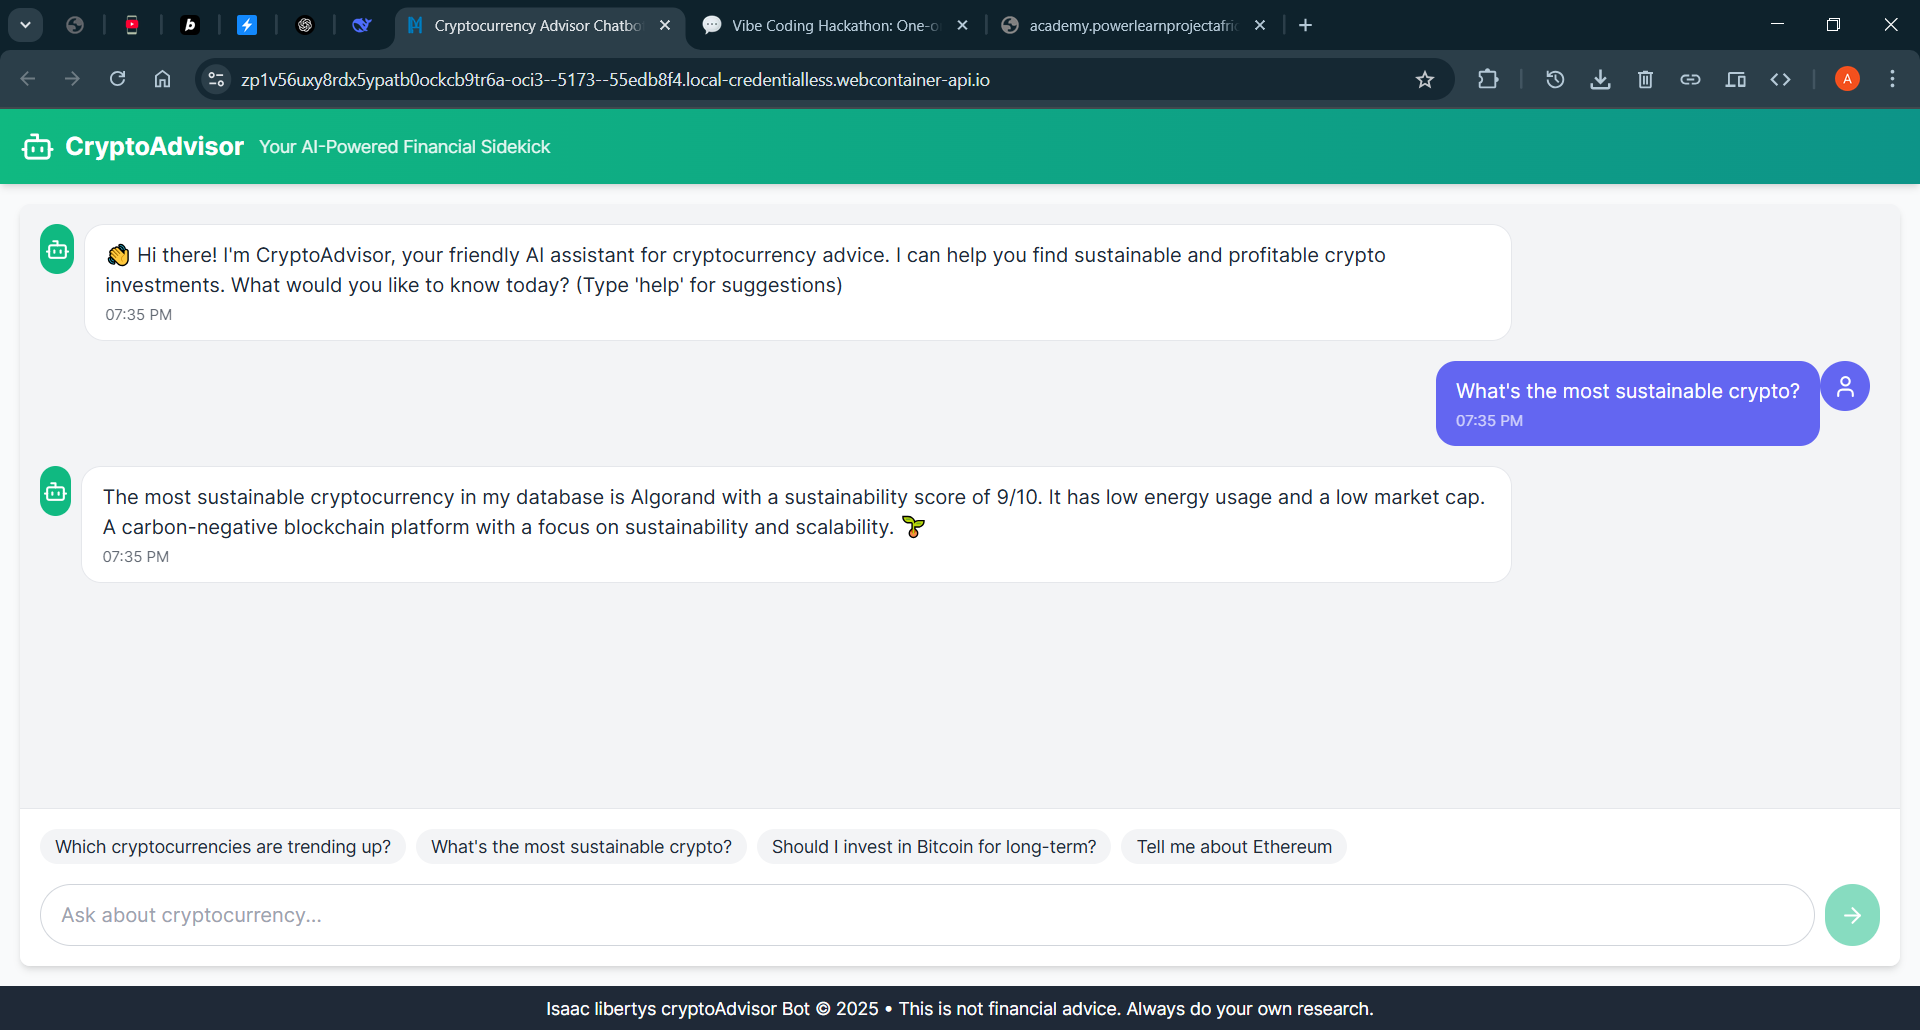 Cryptocurrency Advisor Chatbo
Vibe Coding Hackathon: One-o
academy.powerlearnprojectafri
zp1v56uxy8rdx5ypatb0ockcb9tr6a-oci3--5173--55edb8f4.local-credentialless.webcontainer-api.io
A
CryptoAdvisor Your AI-Powered Financial Sidekick
👋 Hi there! I'm CryptoAdvisor, your friendly AI assistant for cryptocurrency advice. I can help you find sustainable and profitable crypto
investments. What would you like to know today? (Type 'help' for suggestions)
07:35 PM
What's the most sustainable crypto?
07:35 PM
The most sustainable cryptocurrency in my database is Algorand with a sustainability score of 9/10. It has low energy usage and a low market cap.
A carbon-negative blockchain platform with a focus on sustainability and scalability. 🌱
07:35 PM
Which cryptocurrencies are trending up?
What's the most sustainable crypto?
Should I invest in Bitcoin for long-term?
Tell me about Ethereum
Ask about cryptocurrency...
Isaac libertys cryptoAdvisor Bot © 2025 • This is not financial advice. Always do your own research.